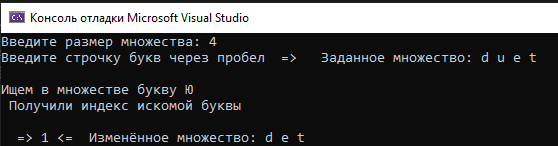 Консоль отладки Microsoft Visual Studio
Введите размер множества: 4
Введите строчку букв через пробел  =>   Заданное множество: d u e t
Ищем в множестве букву Ю
 Получили индекс искомой буквы
  => 1 <=  Изменённое множество: d e t